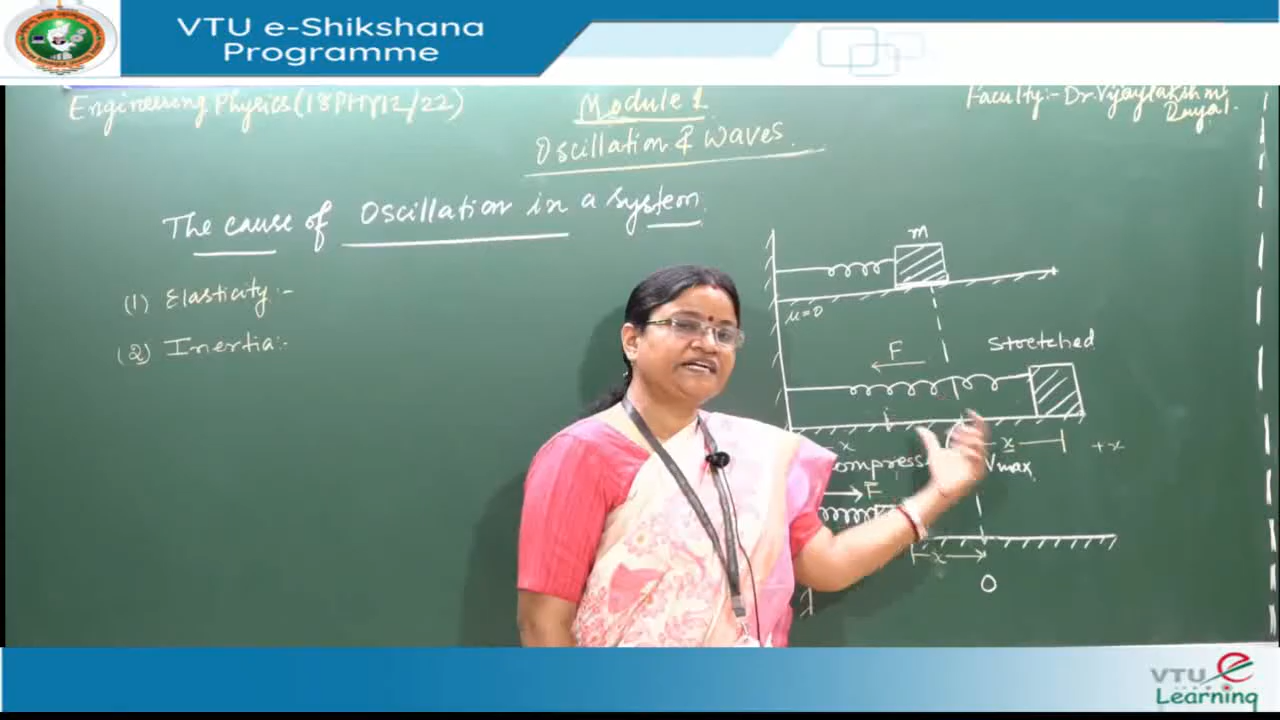 VTU e-Shikshana
Programme
Engineering Physics (18PHY12/22)
Module 1
Faculty:- Dr. Vijaylakshmi
Dayal.
Oscillation & Waves.
The cause of Oscillation in a system.
(1) Elasticity:-
(2) Inertia:-
m
μ=0
F
Stretched
x
x
+x
Vmax
F
x
O
VTU e
Learning